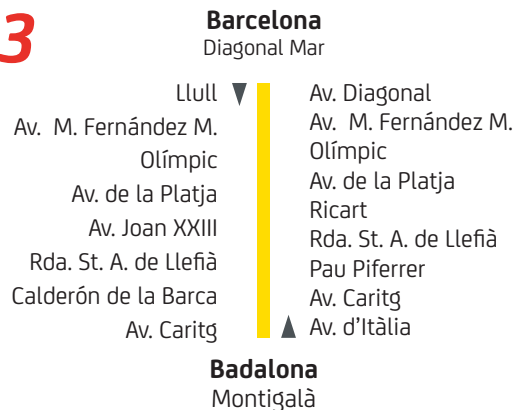 3
Barcelona
Diagonal Mar
Llull
Av. M. Fernández M.
Olímpic
Av. de la Platja
Av. Joan XXIII
Rda. St. A. de Llefià
Calderón de la Barca
Av. Caritg
Av. Diagonal
Av. M. Fernández M.
Olímpic
Av. de la Platja
Ricart
Rda. St. A. de Llefià
Pau Piferrer
Av. Caritg
Av. d'Itàlia
Badalona
Montigalà